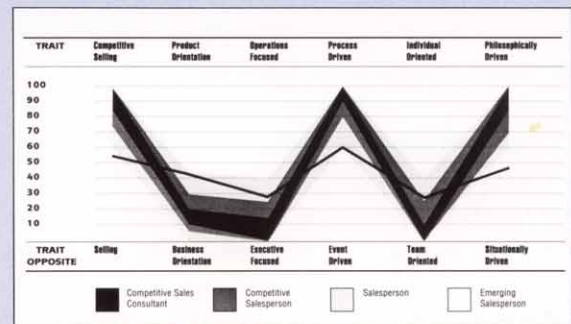 TRAIT Competitive Selling Product Orientation Operations Focused Process Driven Individual Oriented Philosophically Driven
100
90
80
70
60
50
40
30
20
10
TRAIT OPPOSITE Selling Business Orientation Executive Focused Event Driven Team Oriented Situationally Driven
Competitive Sales Consultant
Competitive Salesperson
Salesperson
Emerging Salesperson